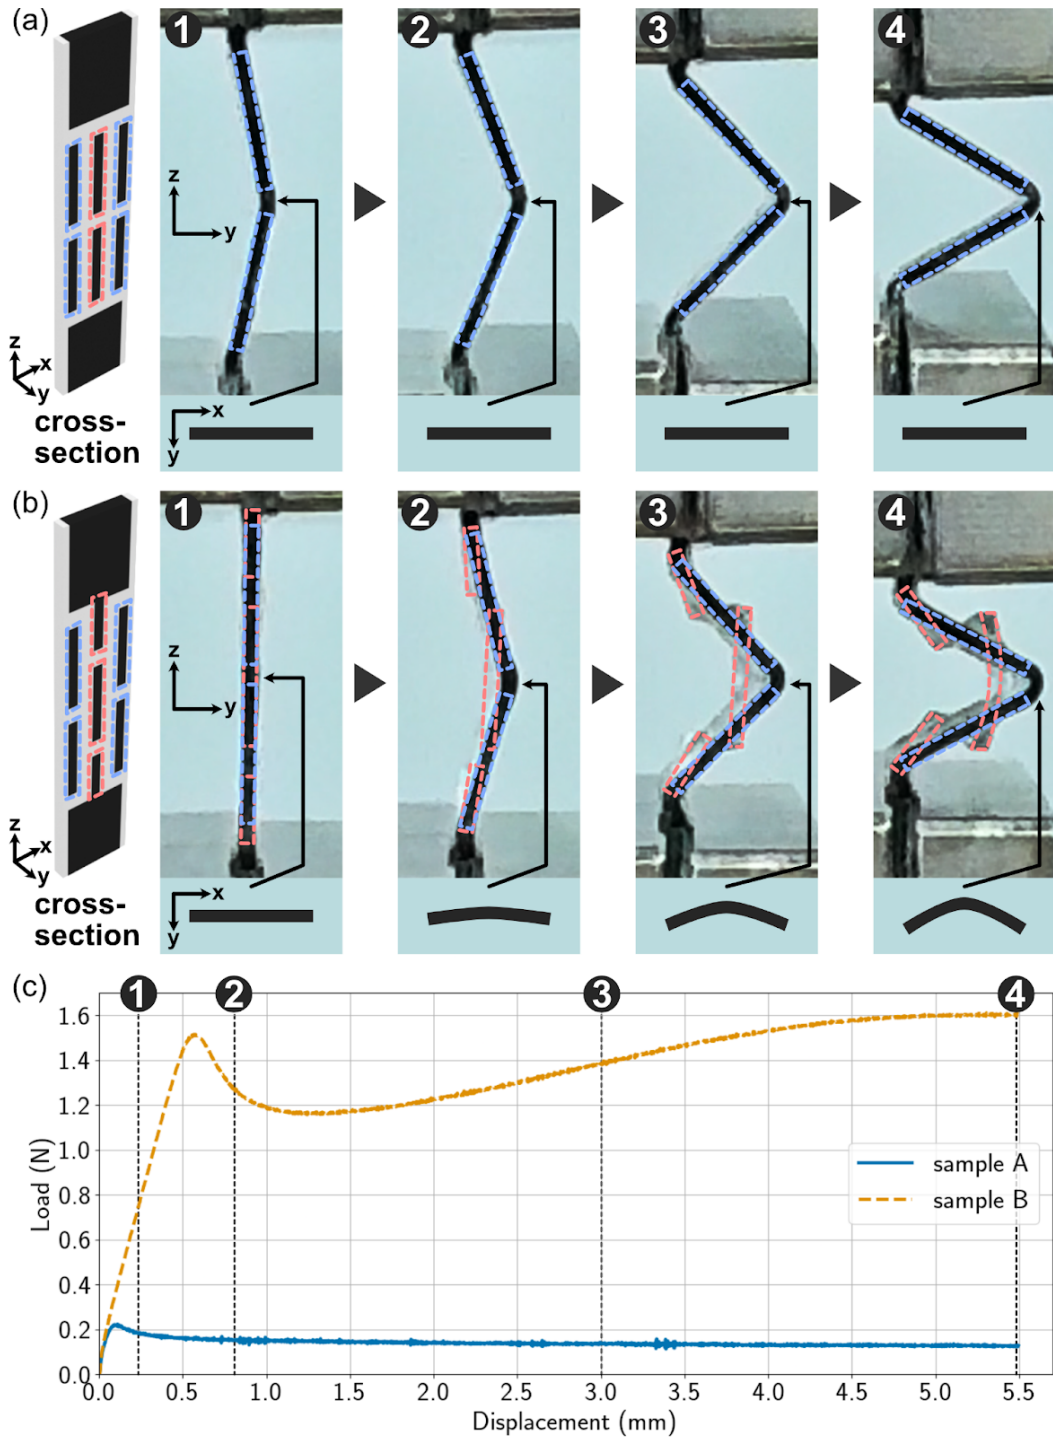 (a)
1
2
3
4
z
y
z
x
y
cross-
section
x
y
(b)
1
2
3
4
z
y
z
x
y
cross-
section
x
y
(c)
1
2
3
4
1.6
1.4
1.2
1.0
0.8
0.6
0.4
0.2
0.0
Load (N)
sample A
sample B
0.0 0.5 1.0 1.5 2.0 2.5 3.0 3.5 4.0 4.5 5.0 5.5
Displacement (mm)